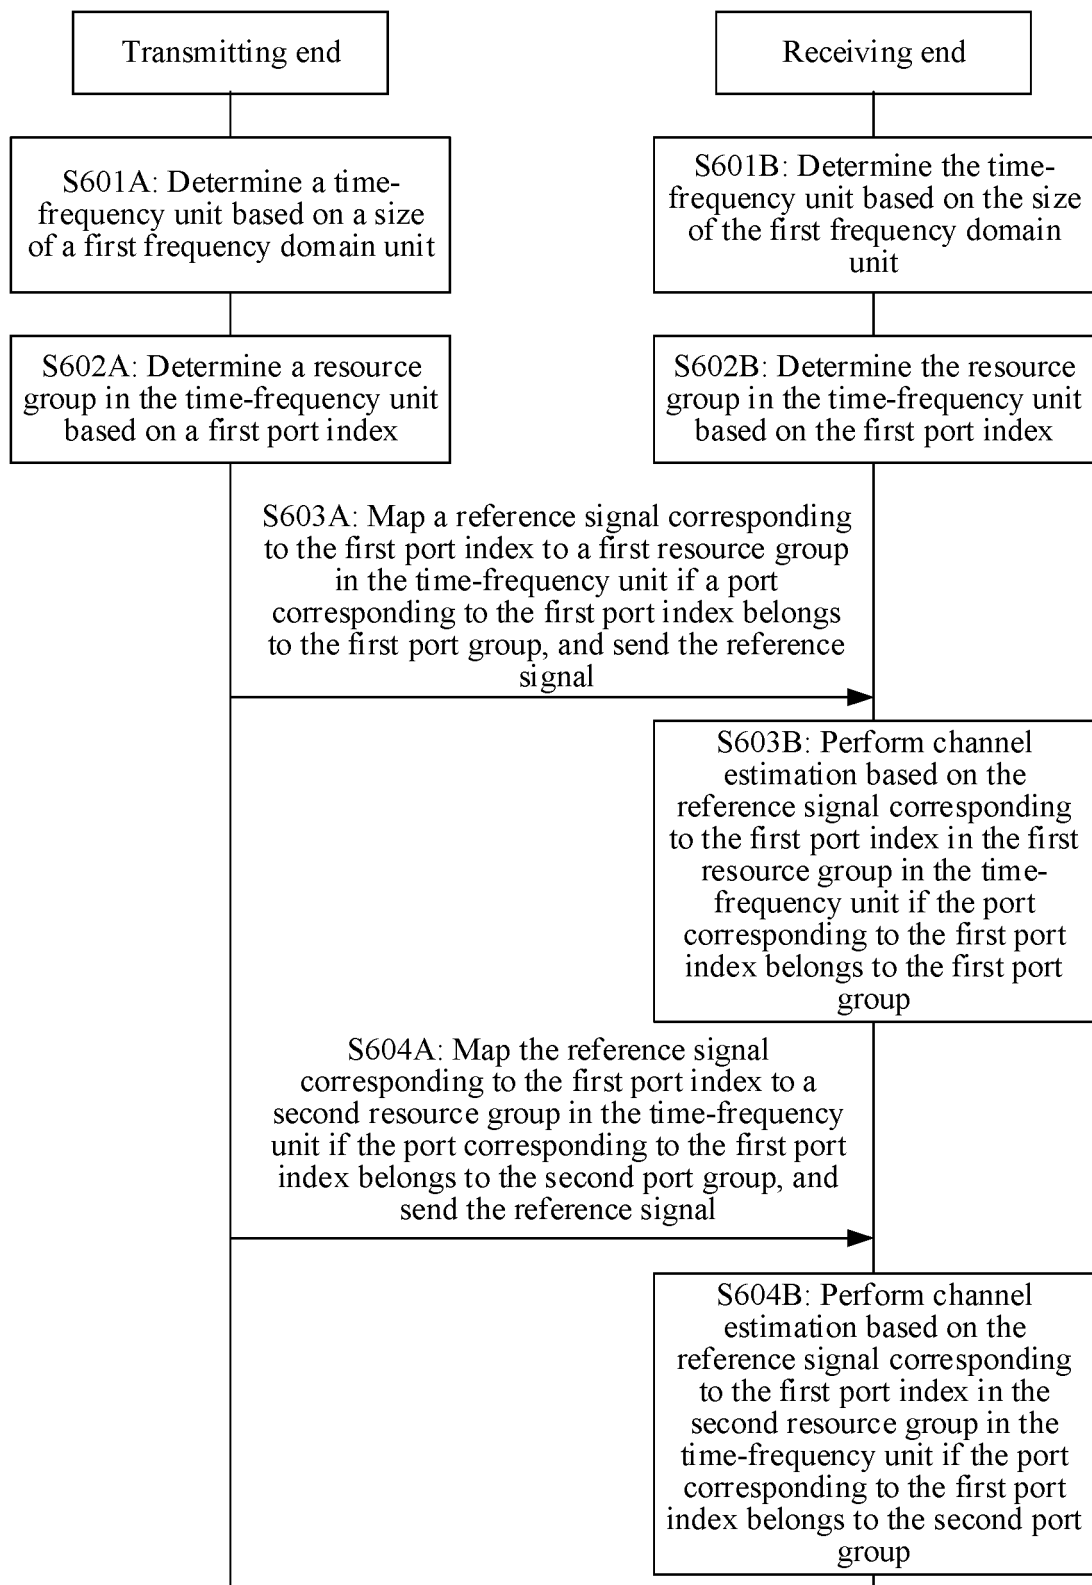 Transmitting end
Receiving end
S601A: Determine a time-
frequency unit based on a size
of a first frequency domain unit
S601B: Determine the time-
frequency unit based on the size
of the first frequency domain
unit
S602A: Determine a resource
group in the time-frequency unit
based on a first port index
S602B: Determine the resource
group in the time-frequency unit
based on the first port index
S603A: Map a reference signal corresponding
to the first port index to a first resource group
in the time-frequency unit if a port
corresponding to the first port index belongs
to the first port group, and send the reference
signal
S603B: Perform channel
estimation based on the
reference signal corresponding
to the first port index in the first
resource group in the time-
frequency unit if the port
corresponding to the first port
index belongs to the first port
group
S604A: Map the reference signal
corresponding to the first port index to a
second resource group in the time-frequency
unit if the port corresponding to the first port
index belongs to the second port group, and
send the reference signal
S604B: Perform channel
estimation based on the
reference signal corresponding
to the first port index in the
second resource group in the
time-frequency unit if the port
corresponding to the first port
index belongs to the second port
group